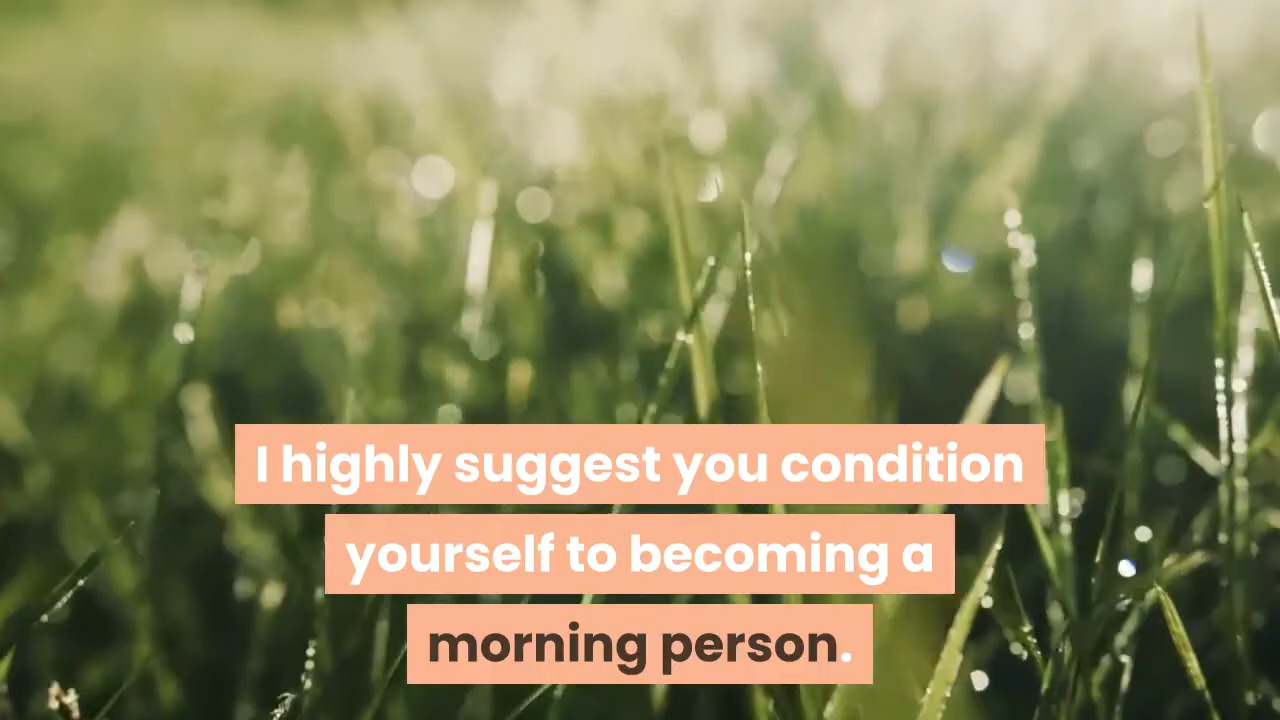 I highly suggest you condition
yourself to becoming a
morning person.